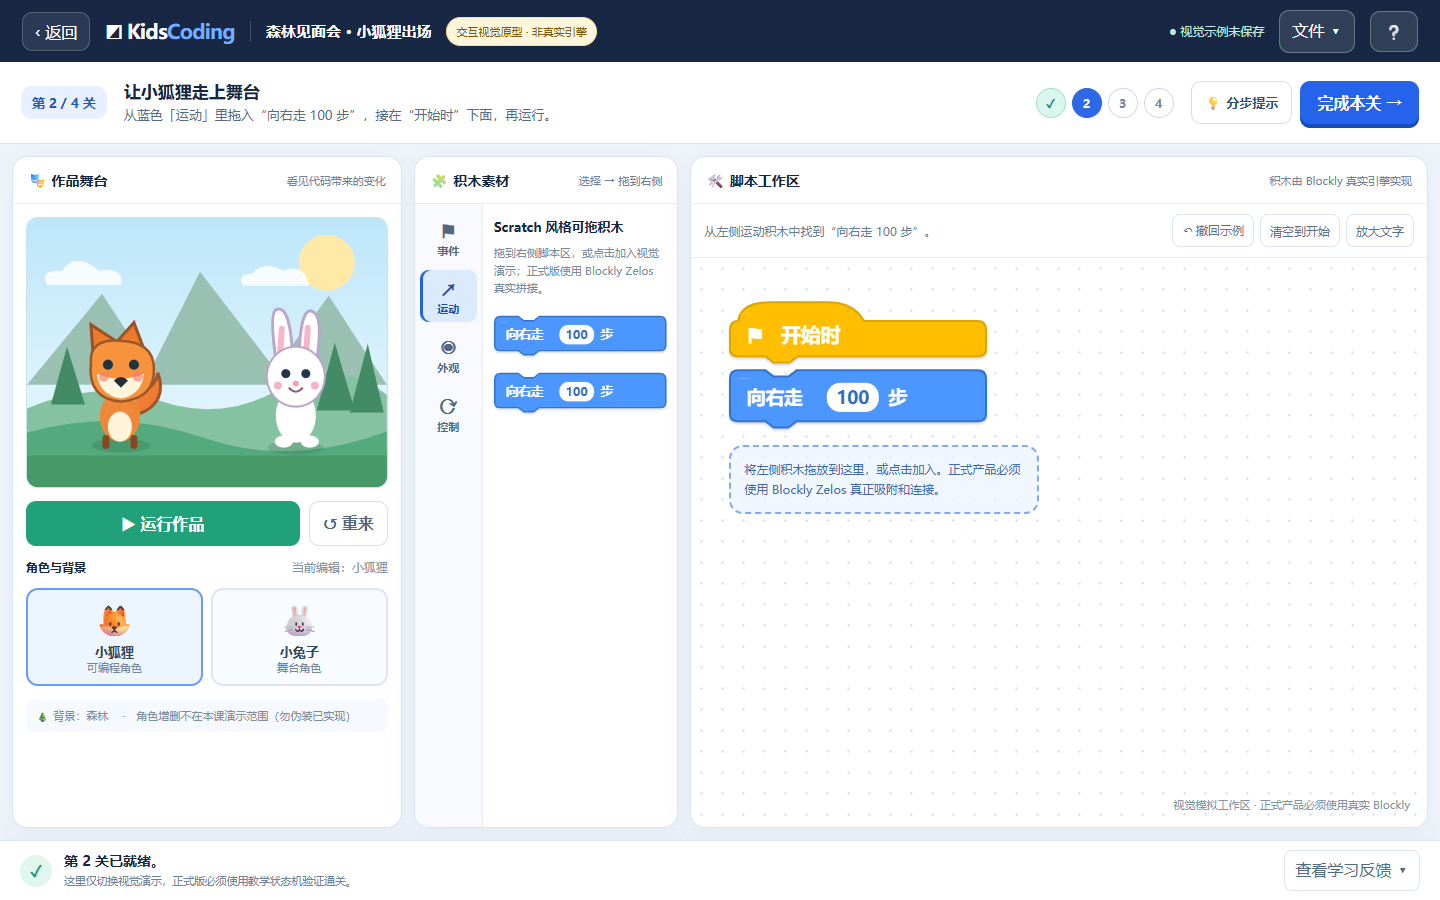 ‹ 返回
KidsCoding
森林见面会 • 小狐狸出场
交互视觉原型 · 非真实引擎
● 视觉示例未保存
文件 ▼
?
第 2 / 4 关
让小狐狸走上舞台
从蓝色「运动」里拖入“向右走 100 步”，接在“开始时”下面，再运行。
✓ 2 3 4
💡 分步提示
完成本关 →
作品舞台
看见代码带来的变化
▶ 运行作品
↺ 重来
角色与背景
当前编辑：小狐狸
小狐狸
可编程角色
小兔子
舞台角色
背景：森林 · 角色增删不在本课演示范围（勿伪装已实现）
积木素材
选择 → 拖到右侧
事件
运动
外观
控制
Scratch 风格可拖积木
拖到右侧脚本区，或点击加入视觉
演示；正式版使用 Blockly Zelos
真实拼接。
向右走 100 步
向右走 100 步
脚本工作区
积木由 Blockly 真实引擎实现
从左侧运动积木中找到“向右走 100 步”。
↶ 撤回示例
清空到开始
放大文字
开始时
向右走 100 步
将左侧积木拖放到这里，或点击加入。正式产品必须
使用 Blockly Zelos 真正吸附和连接。
视觉模拟工作区 · 正式产品必须使用真实 Blockly
✓
第 2 关已就绪。
这里仅切换视觉演示，正式版必须使用教学状态机验证通关。
查看学习反馈 ▼